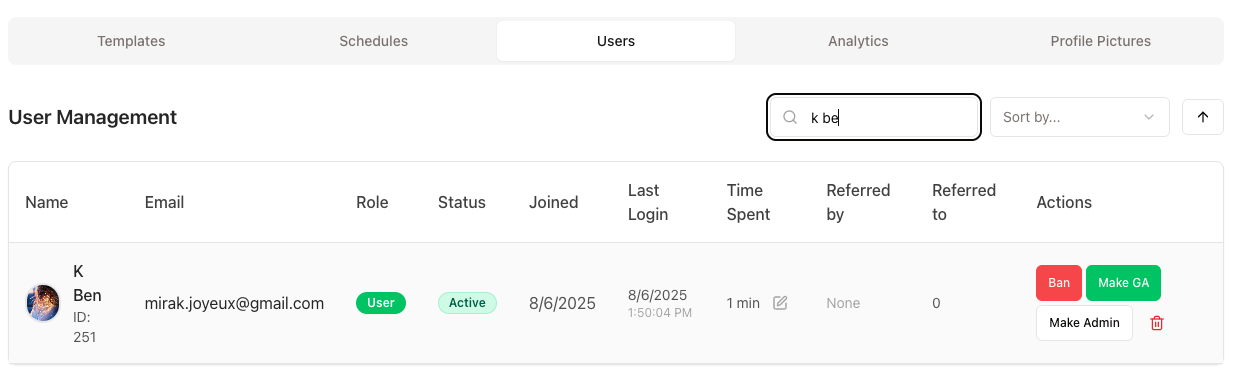 Templates
Schedules
Users
Analytics
Profile Pictures
User Management
k be
Sort by...
Name
Email
Role
Status
Joined
Last
Login
Time
Spent
Referred
by
Referred
to
Actions
K
Ben
ID:
251
mirak.joyeux@gmail.com
User
Active
8/6/2025
8/6/2025
1:50:04 PM
1 min
None
0
Ban
Make GA
Make Admin